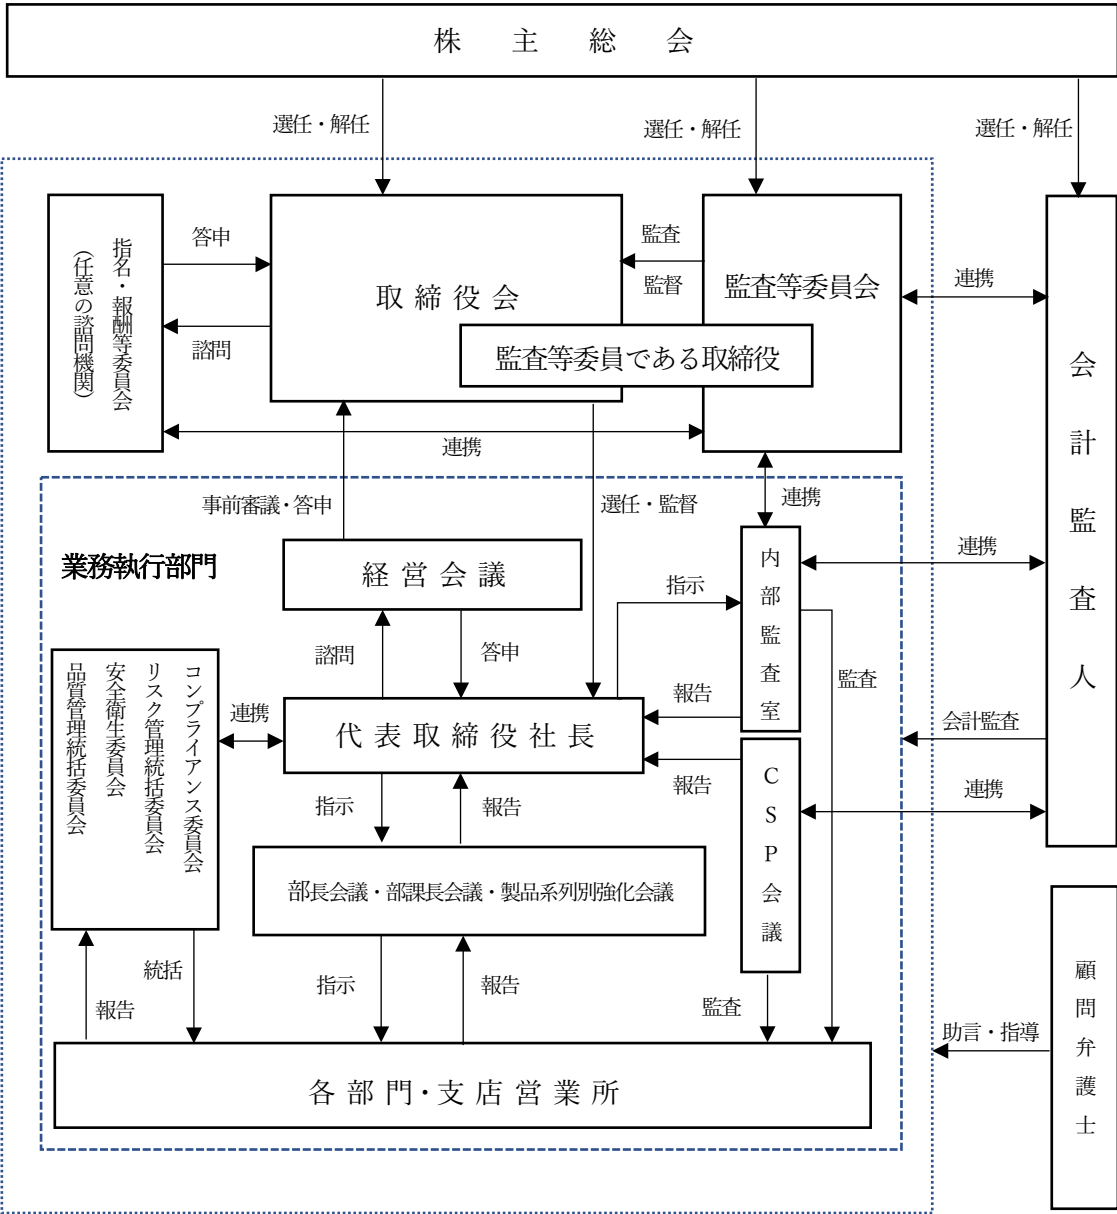 株主総会
選任・解任
選任・解任
選任・解任
指名・報酬等委員会
(任意の諮問機関)
答申
諮問
取締役会
監査
監督
監査等委員会
監査等委員である取締役
連携
連携
会計監査人
事前審議・答申
選任・監督
連携
業務執行部門
経営会議
内部監査室
連携
指示
諮問
答申
監査
コンプライアンス委員会
リスク管理統括委員会
安全衛生委員会
品質管理統括委員会
連携
代表取締役社長
報告
報告
会計監査
CSP会議
連携
指示
報告
部長会議・部課長会議・製品系列別強化会議
統括
報告
指示
報告
監査
顧問弁護士
助言・指導
各部門・支店営業所